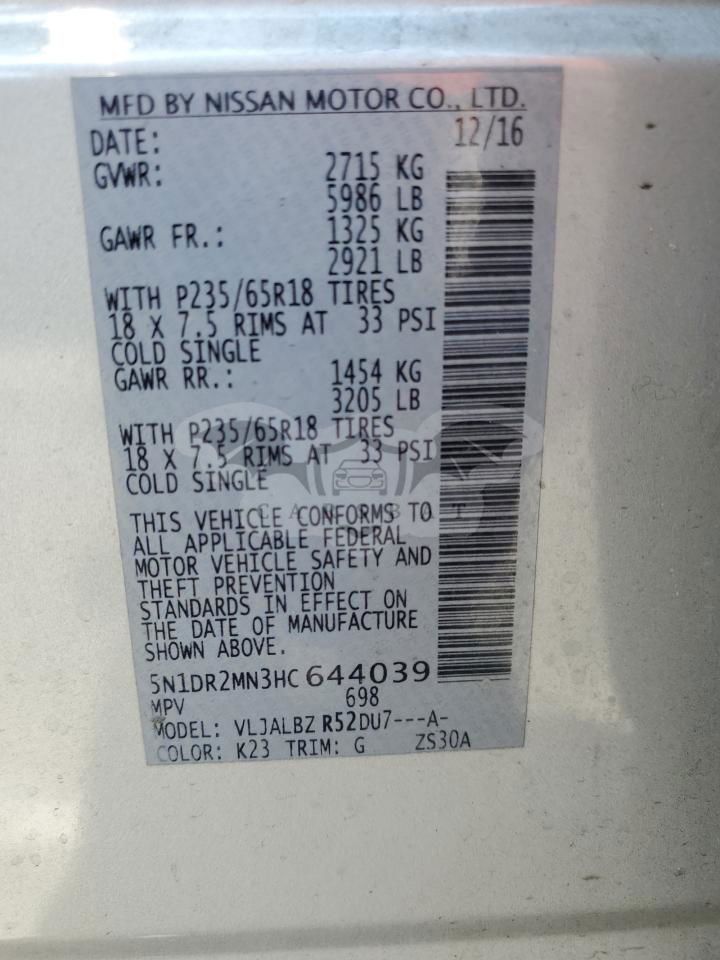 MFD BY NISSAN MOTOR CO., LTD.
DATE: 12/16
GVWR: 2715 KG
5986 LB
GAWR FR.: 1325 KG
2921 LB
WITH P235/65R18 TIRES
18 X 7.5 RIMS AT 33 PSI
COLD SINGLE
GAWR RR.: 1454 KG
3205 LB
WITH P235/65R18 TIRES
18 X 7.5 RIMS AT 33 PSI
COLD SINGLE
THIS VEHICLE CONFORMS TO
ALL APPLICABLE FEDERAL
MOTOR VEHICLE SAFETY AND
THEFT PREVENTION
STANDARDS IN EFFECT ON
THE DATE OF MANUFACTURE
SHOWN ABOVE.
5N1DR2MN3HC644039
MPV 698
MODEL: VLJALBZ R52DU7---A-
COLOR: K23 TRIM: G ZS30A